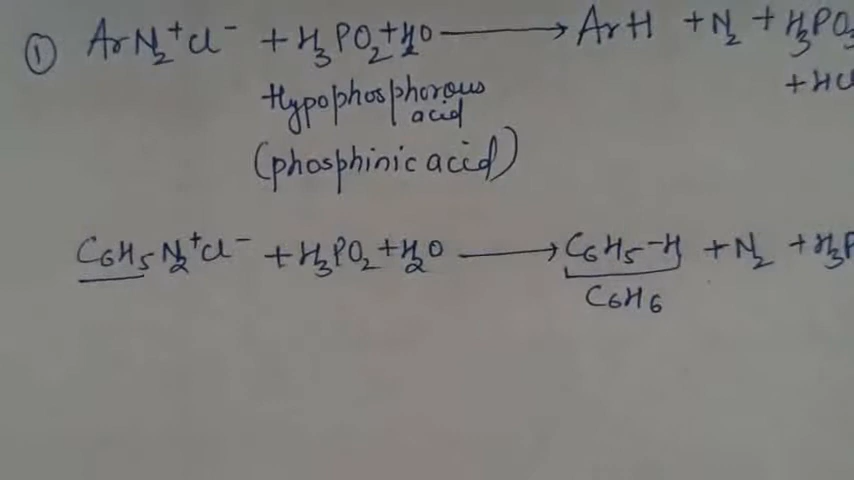 ① ArN₂⁺Cl⁻ + H₃PO₂ + H₂O ⟶ ArH + N₂ + H₃PO₃
+ HCl
Hypophosphorous
acid
(phosphinic acid)
C₆H₅N₂⁺Cl⁻ + H₃PO₂ + H₂O ⟶ C₆H₅-H + N₂ + H₃P
C₆H₆